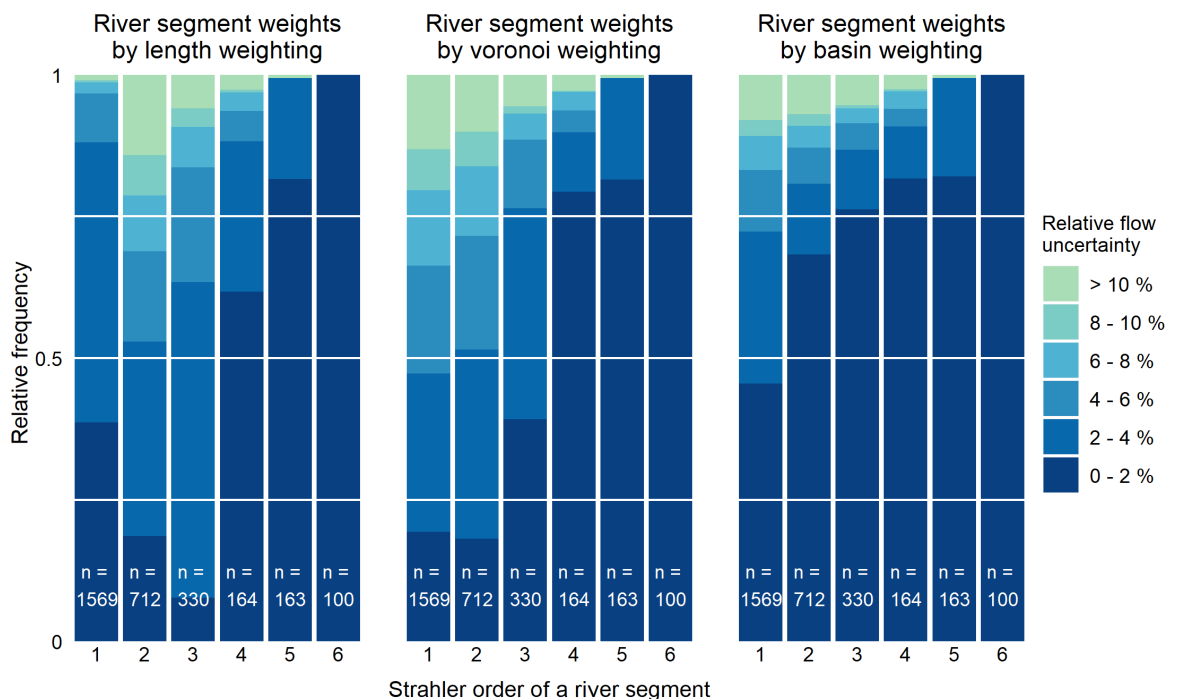 River segment weights
by length weighting
River segment weights
by voronoi weighting
River segment weights
by basin weighting
Relative frequency
1
0.5
0
n =
1569
n =
712
n =
330
n =
164
n =
163
n =
100
n =
1569
n =
712
n =
330
n =
164
n =
163
n =
100
n =
1569
n =
712
n =
330
n =
164
n =
163
n =
100
1 2 3 4 5 6
1 2 3 4 5 6
1 2 3 4 5 6
Strahler order of a river segment
Relative flow
uncertainty
> 10 %
8 - 10 %
6 - 8 %
4 - 6 %
2 - 4 %
0 - 2 %